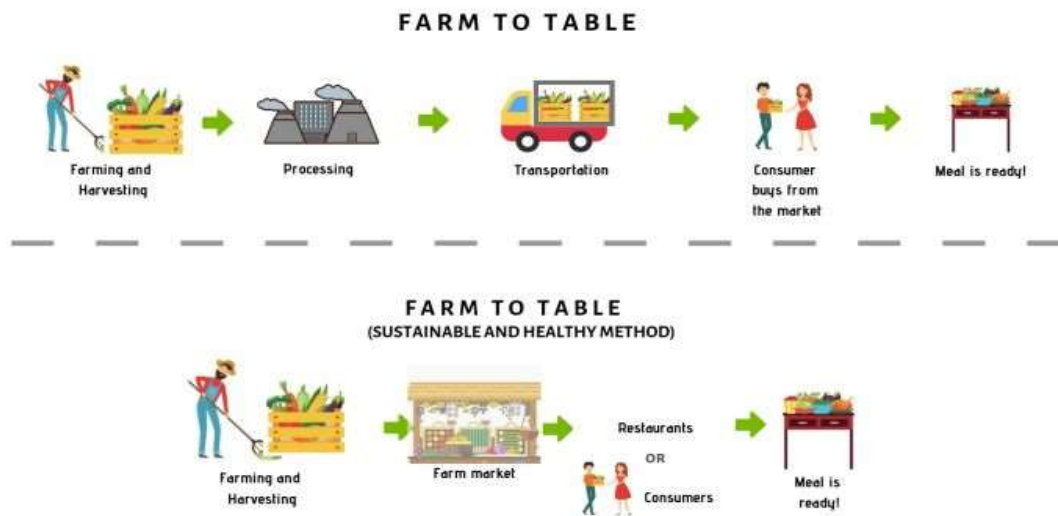 FARM TO TABLE
Farming and
Harvesting
Processing
Transportation
Consumer
buys from
the market
Meal is ready!
FARM TO TABLE
(SUSTAINABLE AND HEALTHY METHOD)
Farming and
Harvesting
Farm market
Restaurants
OR
Consumers
Meal is
ready!